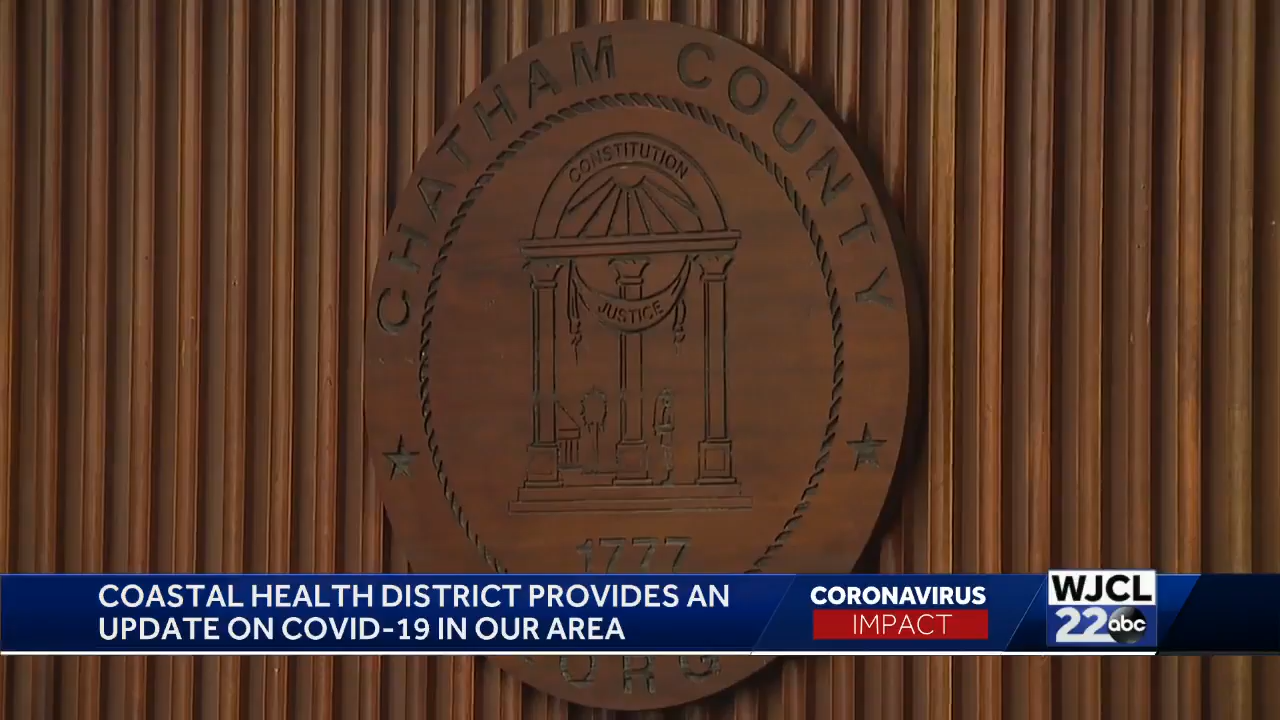 CHATHAM COUNTY
CONSTITUTION
JUSTICE
1777
COASTAL HEALTH DISTRICT PROVIDES AN
UPDATE ON COVID-19 IN OUR AREA
CORONAVIRUS
IMPACT
WJCL
22 abc